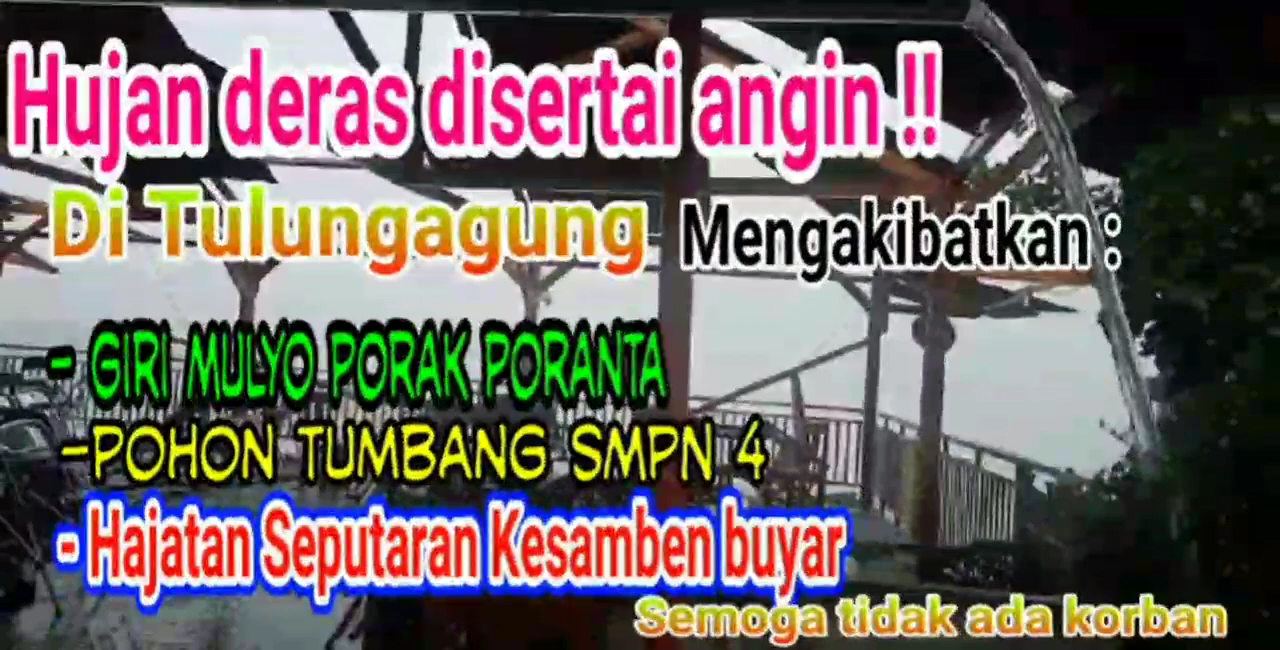 Hujan deras disertai angin !!
Di Tulungagung Mengakibatkan :
- GIRI MULYO PORAK PORANTA
-POHON TUMBANG SMPN 4
- Hajatan Seputaran Kesamben buyar
Semoga tidak ada korban